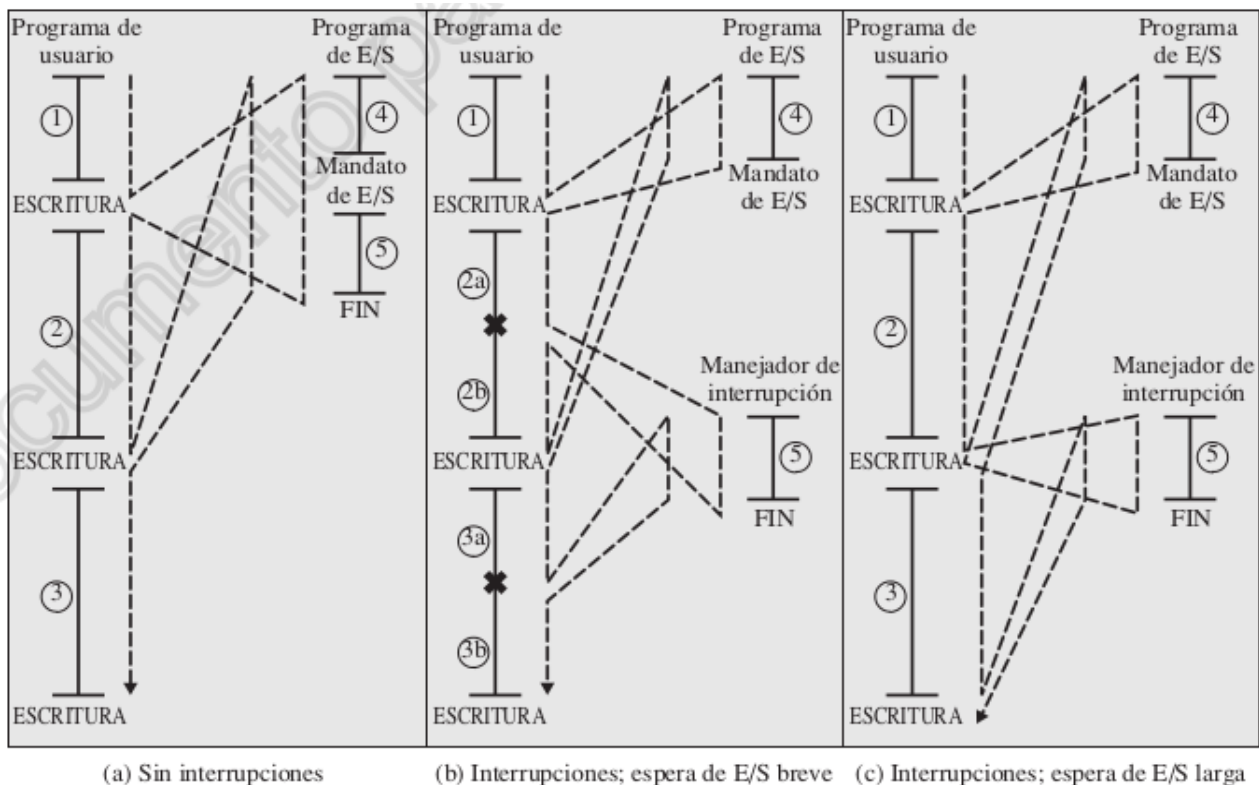 Programa de
usuario
1
ESCRITURA
2
ESCRITURA
3
ESCRITURA
Programa
de E/S
4
Mandato
de E/S
5
FIN
(a) Sin interrupciones
Programa de
usuario
1
ESCRITURA
2a
2b
ESCRITURA
3a
3b
ESCRITURA
Programa
de E/S
4
Mandato
de E/S
Manejador de
interrupción
5
FIN
(b) Interrupciones; espera de E/S breve
Programa de
usuario
1
ESCRITURA
2
ESCRITURA
3
ESCRITURA
Programa
de E/S
4
Mandato
de E/S
Manejador de
interrupción
5
FIN
(c) Interrupciones; espera de E/S larga